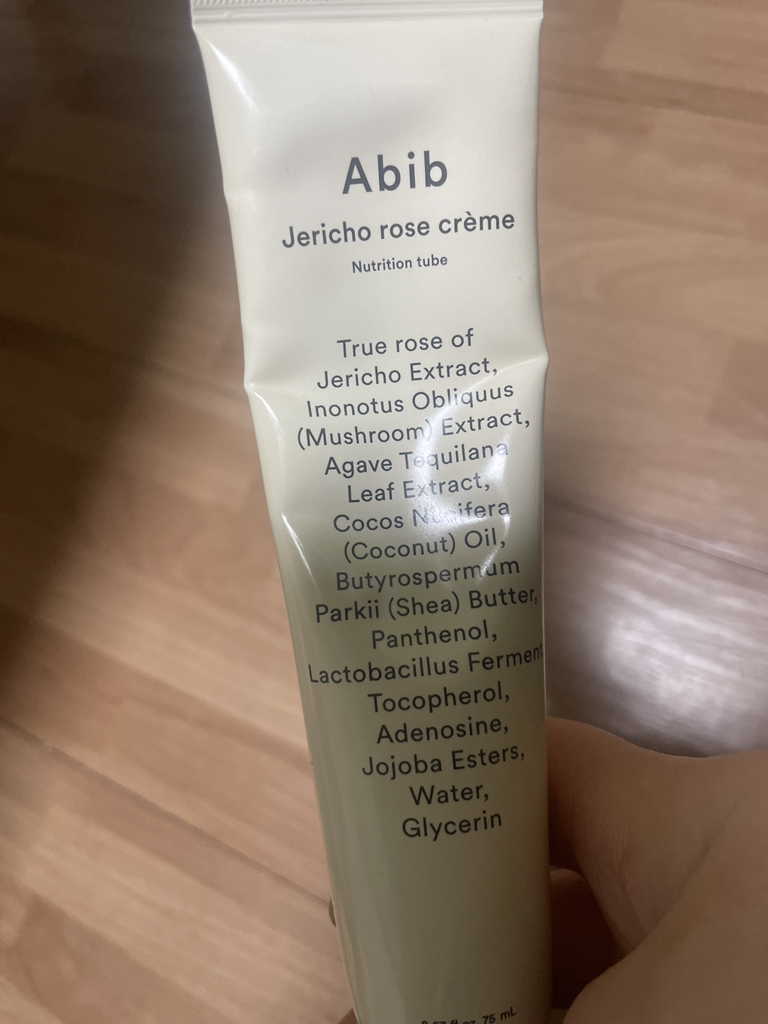 Abib
Jericho rose crème
Nutrition tube
True rose of
Jericho Extract,
Inonotus Obliquus
(Mushroom) Extract,
Agave Tequilana
Leaf Extract,
Cocos Nucifera
(Coconut) Oil,
Butyrospermum
Parkii (Shea) Butter,
Panthenol,
Lactobacillus Ferment
Tocopherol,
Adenosine,
Jojoba Esters,
Water,
Glycerin
75 mL